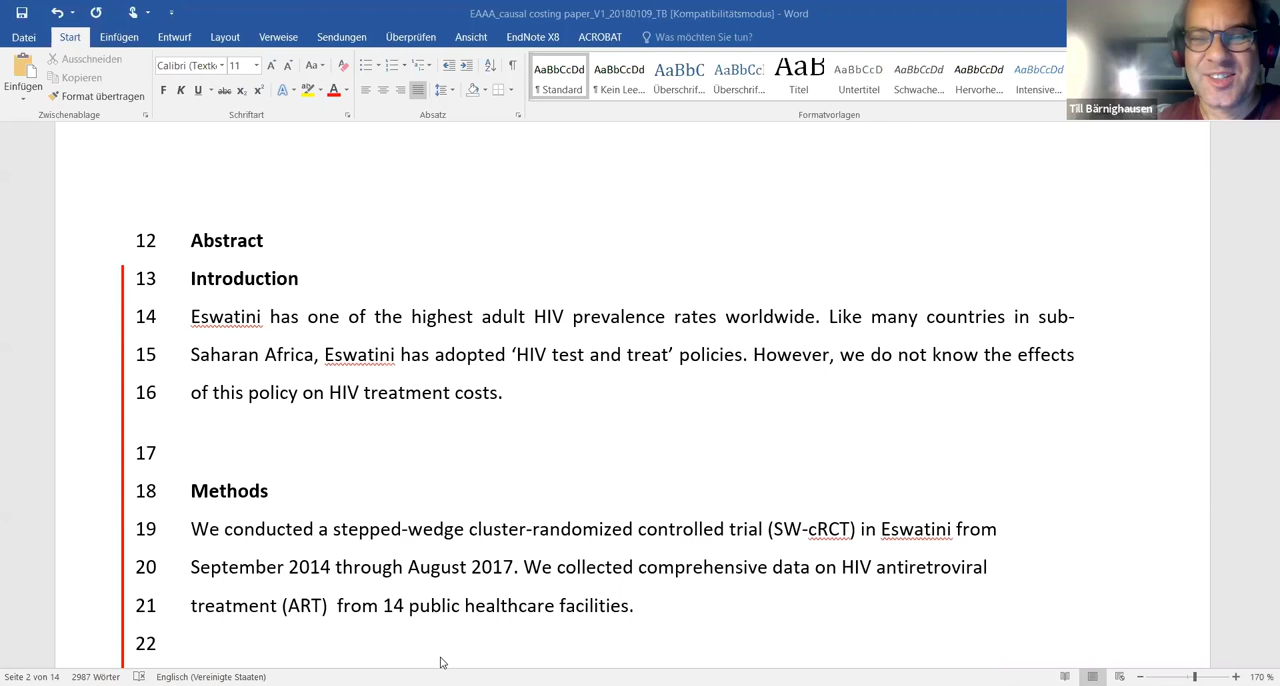 EAAA_causal costing paper_V1_20180109_TB [Kompatibilitätsmodus] - Word
Datei Start Einfügen Entwurf Layout Verweise Sendungen Überprüfen Ansicht EndNote X8 ACROBAT Was möchten Sie tun?
Einfügen
Ausschneiden
Kopieren
Format übertragen
Zwischenablage
Calibri (Textk 11
F K U abc x₂ x²
Schriftart
Absatz
AaBbCcDd AaBbCcDd AaBbC AaBbCc AaB AaBbCcD AaBbCcDd AaBbCcDd AaBbCcDd
¶ Standard ¶ Kein Lee... Überschrif... Überschrif... Titel Untertitel Schwache... Hervorhe... Intensive...
Formatvorlagen
Till Bärnighausen
12 Abstract
13 Introduction
14 Eswatini has one of the highest adult HIV prevalence rates worldwide. Like many countries in sub-
15 Saharan Africa, Eswatini has adopted ‘HIV test and treat’ policies. However, we do not know the effects
16 of this policy on HIV treatment costs.
17
18 Methods
19 We conducted a stepped-wedge cluster-randomized controlled trial (SW-cRCT) in Eswatini from
20 September 2014 through August 2017. We collected comprehensive data on HIV antiretroviral
21 treatment (ART)  from 14 public healthcare facilities.
22
Seite 2 von 14 2987 Wörter Englisch (Vereinigte Staaten) 170 %